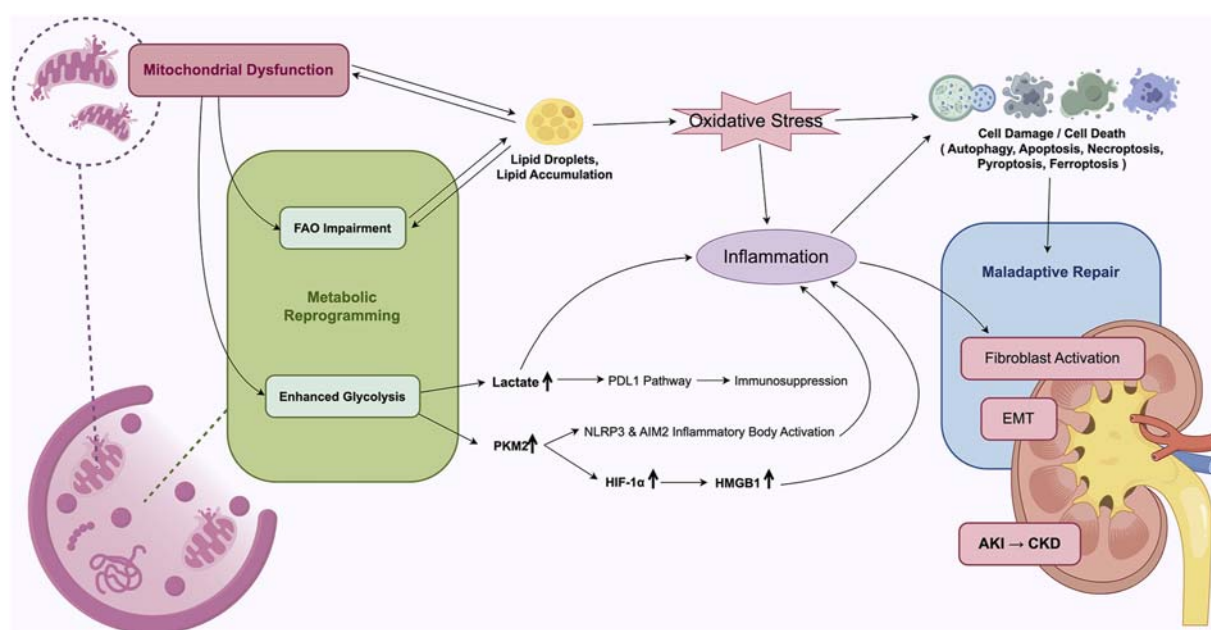 Mitochondrial Dysfunction
Lipid Droplets,
Lipid Accumulation
Oxidative Stress
Cell Damage / Cell Death
( Autophagy, Apoptosis, Necroptosis,
Pyroptosis, Ferroptosis )
FAO Impairment
Metabolic
Reprogramming
Enhanced Glycolysis
Inflammation
Lactate ↑ → PDL1 Pathway → Immunosuppression
PKM2↑
NLRP3 & AIM2 Inflammatory Body Activation
HIF-1α ↑ → HMGB1 ↑
Maladaptive Repair
Fibroblast Activation
EMT
AKI → CKD